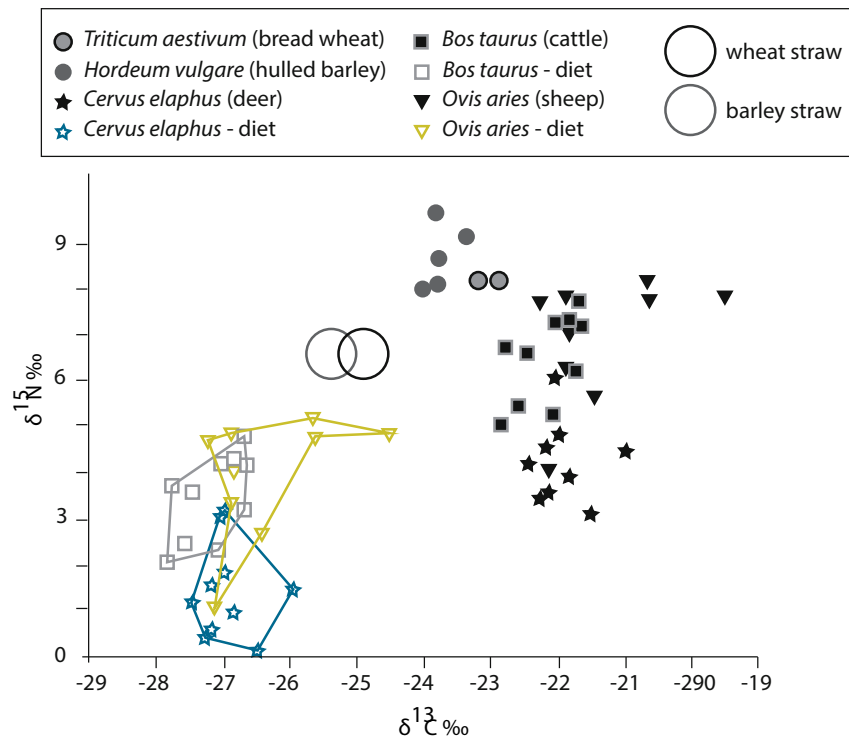 Triticum aestivum (bread wheat)
Hordeum vulgare (hulled barley)
Cervus elaphus (deer)
Cervus elaphus - diet
Bos taurus (cattle)
Bos taurus - diet
Ovis aries (sheep)
Ovis aries - diet
wheat straw
barley straw
δ15N ‰
9
6
3
0
-29
-28
-27
-26
-25
-24
-23
-22
-21
-290
-19
δ13C ‰